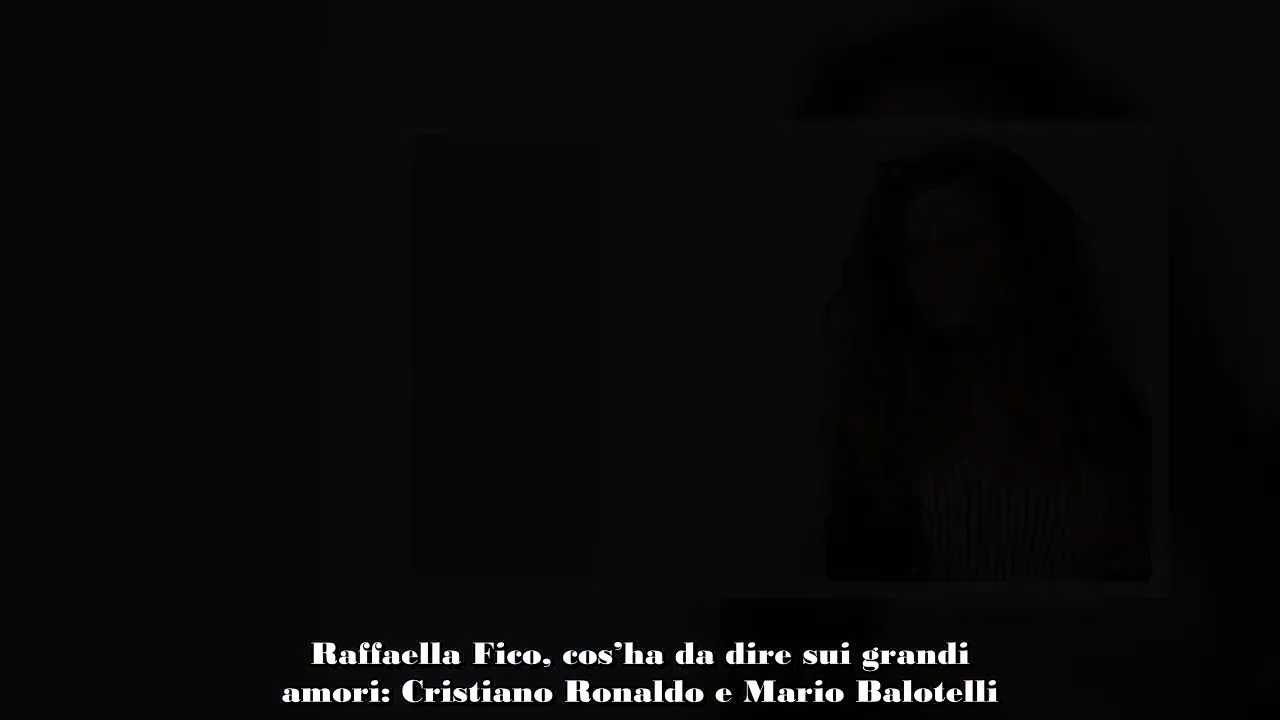 Raffaella Fico, cos’ha da dire sui grandi
amori: Cristiano Ronaldo e Mario Balotelli